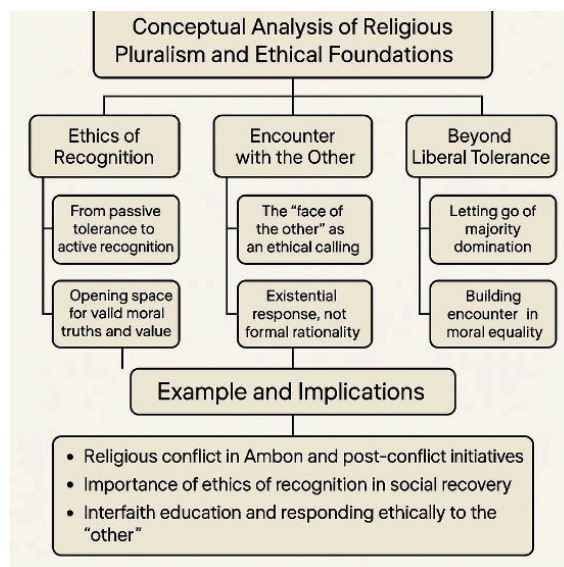 Conceptual Analysis of Religious
Pluralism and Ethical Foundations
Ethics of
Recognition
From passive
tolerance to
active recognition
Opening space
for valid moral
truths and value
Encounter
with the Other
The “face of
the other” as
an ethical calling
Existential
response, not
formal rationality
Beyond
Liberal Tolerance
Letting go of
majority
domination
Building
encounter in
moral equality
Example and Implications
• Religious conflict in Ambon and post-conflict initiatives
• Importance of ethics of recognition in social recovery
• Interfaith education and responding ethically to the
“other”